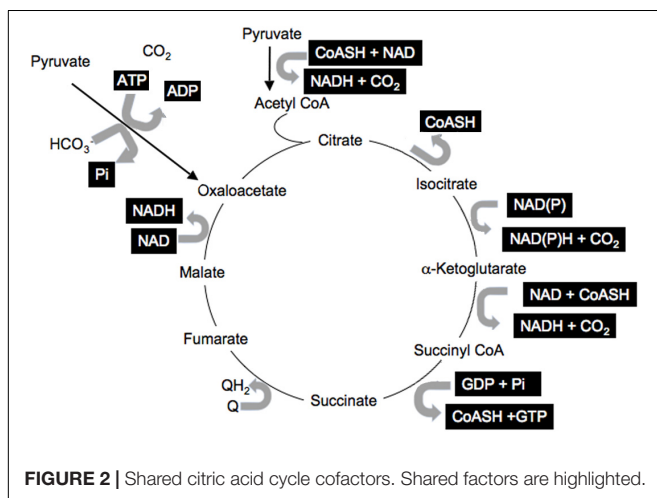 Pyruvate
CO₂
ATP
ADP
HCO₃⁻
Pi
Pyruvate
CoASH + NAD
NADH + CO₂
Acetyl CoA
Citrate
CoASH
Isocitrate
NAD(P)
NAD(P)H + CO₂
α-Ketoglutarate
NAD + CoASH
NADH + CO₂
Succinyl CoA
GDP + Pi
CoASH +GTP
Succinate
QH₂
Q
Fumarate
Malate
NADH
NAD
Oxaloacetate
FIGURE 2 | Shared citric acid cycle cofactors. Shared factors are highlighted.